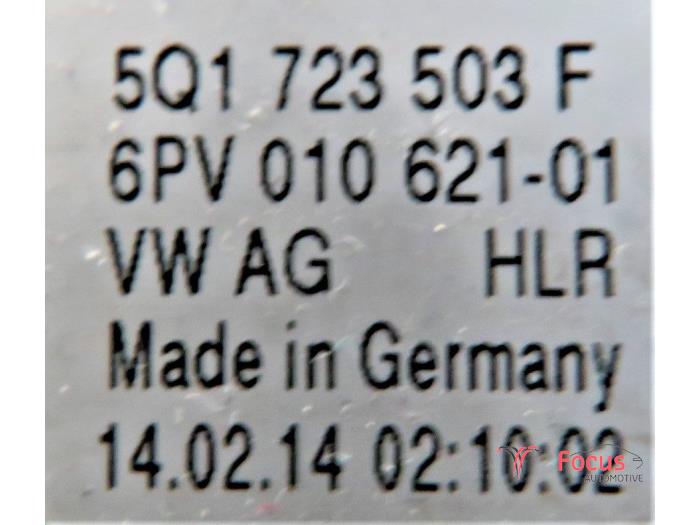 5Q1 723 503 F
6PV 010 621-01
VW AG HLR
Made in Germany
14.02.14 02:10:02
Focus
AUTOMOTIVE